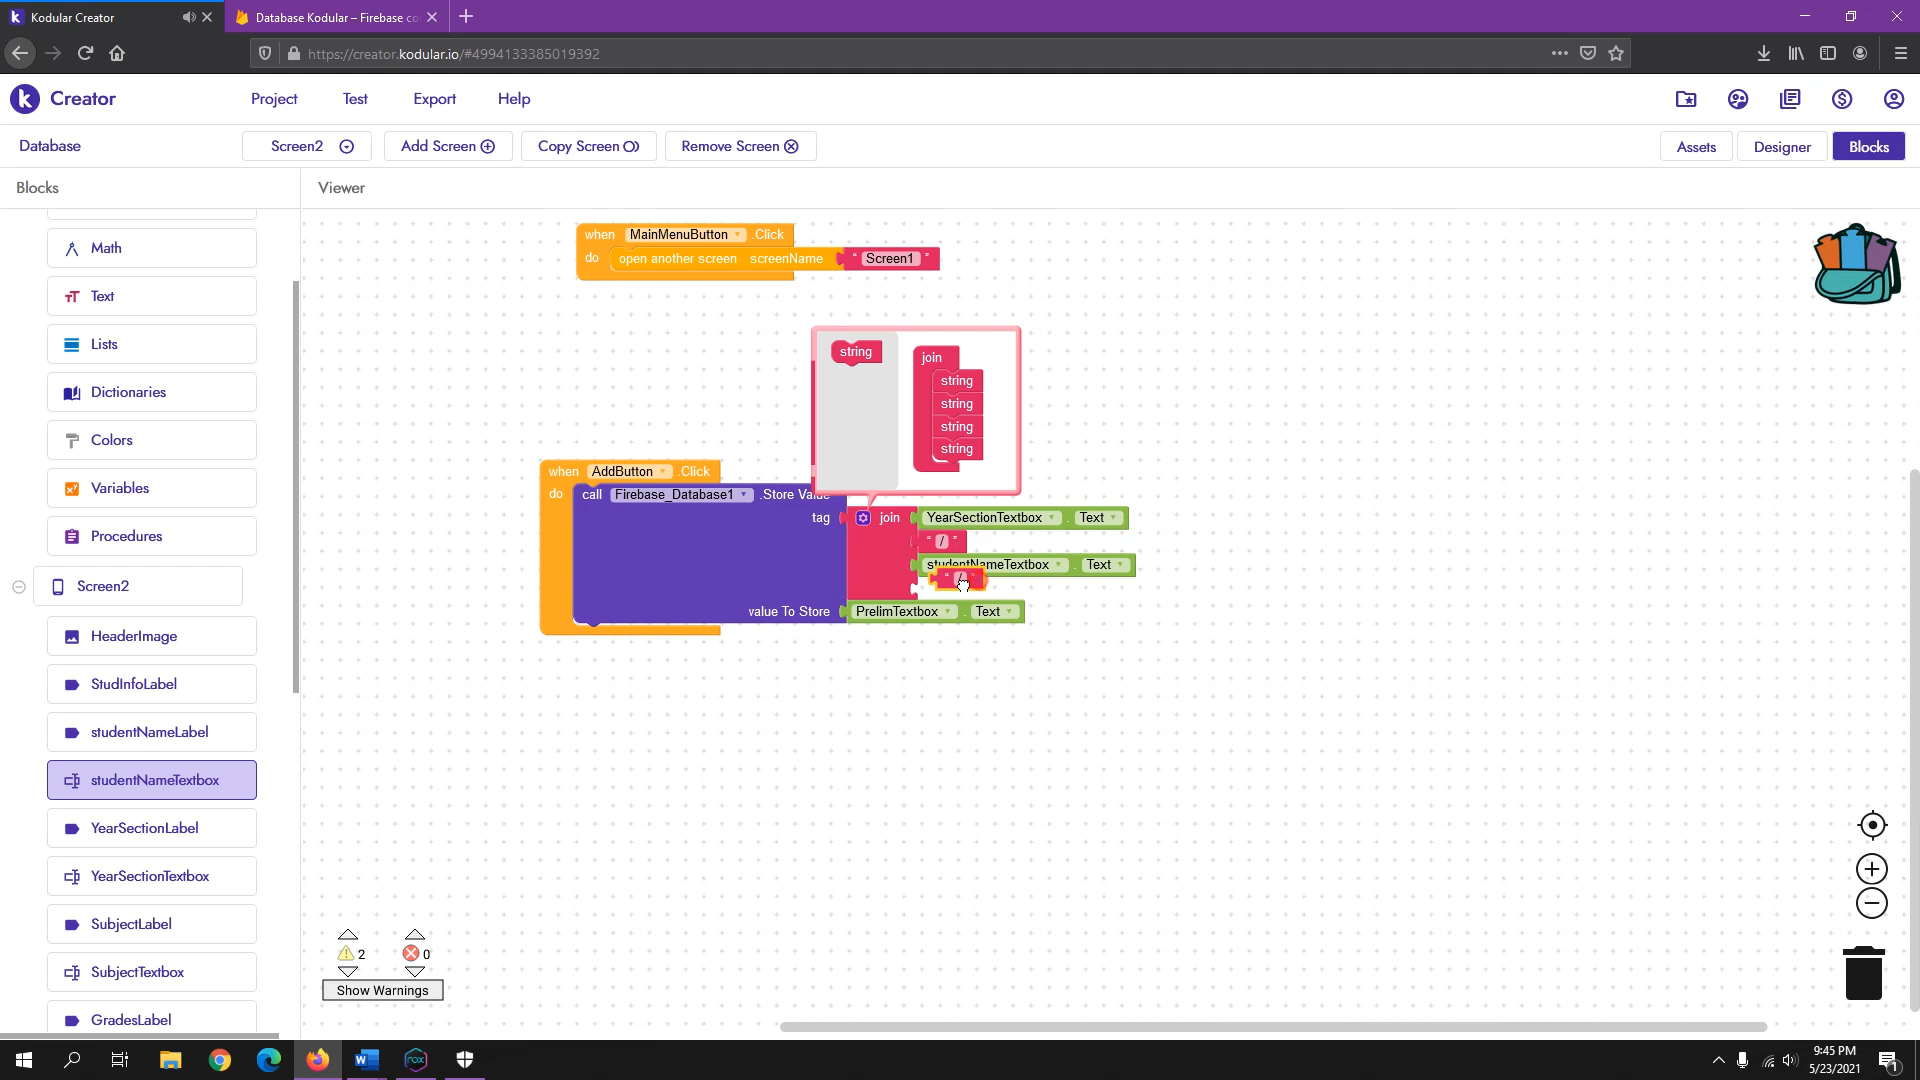 Kodular Creator
Database Kodular – Firebase co
https://creator.kodular.io/#4994133385019392
Creator
Project
Test
Export
Help
Database
Screen2
Add Screen
Copy Screen
Remove Screen
Assets
Designer
Blocks
Blocks
Viewer
Math
Text
Lists
Dictionaries
Colors
Variables
Procedures
Screen2
HeaderImage
StudInfoLabel
studentNameLabel
studentNameTextbox
YearSectionLabel
YearSectionTextbox
SubjectLabel
SubjectTextbox
GradesLabel
when MainMenuButton .Click
do open another screen screenName " Screen1 "
string
join
string
string
string
string
when AddButton .Click
do call Firebase_Database1 .Store Value
tag join YearSectionTextbox . Text
" / "
studentNameTextbox . Text
" / "
value To Store PrelimTextbox . Text
2
0
Show Warnings
9:45 PM
5/23/2021
1